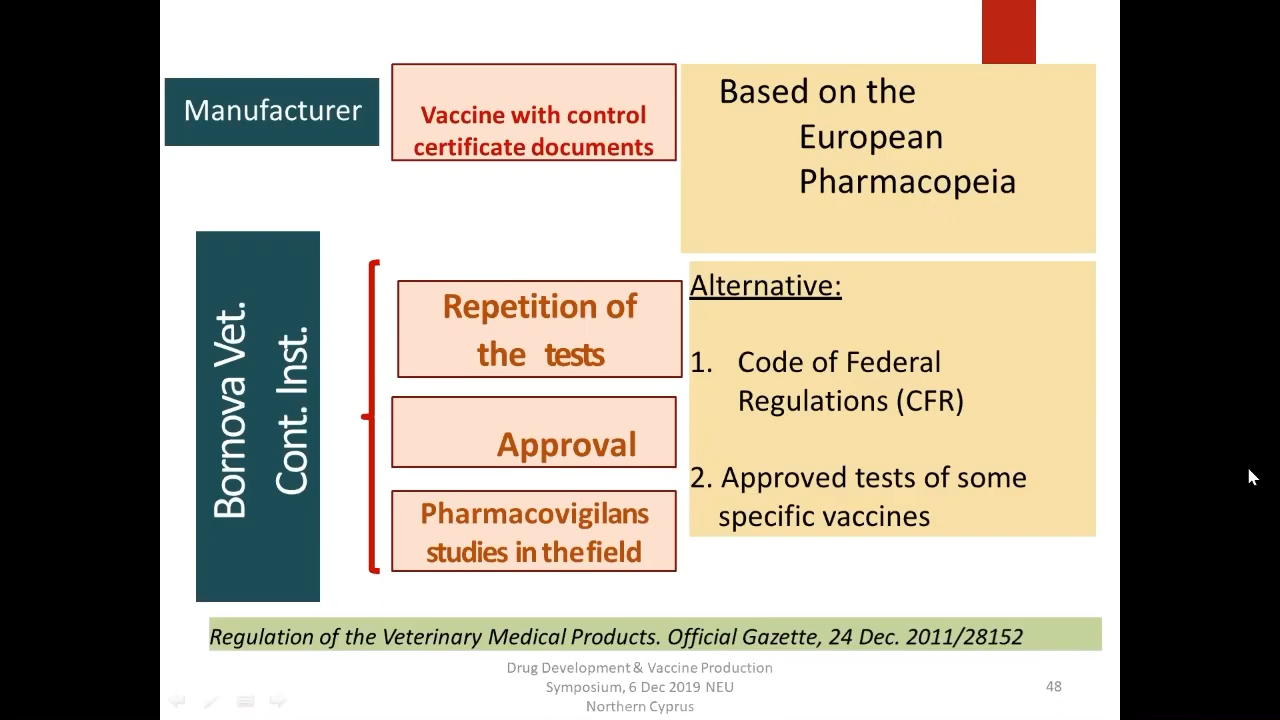 Manufacturer
Vaccine with control
certificate documents
Based on the
European
Pharmacopeia
Bornova Vet.
Cont. Inst.
Repetition of
the tests
Approval
Pharmacovigilans
studies in the field
Alternative:
1. Code of Federal
Regulations (CFR)
2. Approved tests of some
specific vaccines
Regulation of the Veterinary Medical Products. Official Gazette, 24 Dec. 2011/28152
Drug Development & Vaccine Production
Symposium, 6 Dec 2019 NEU
Northern Cyprus
48